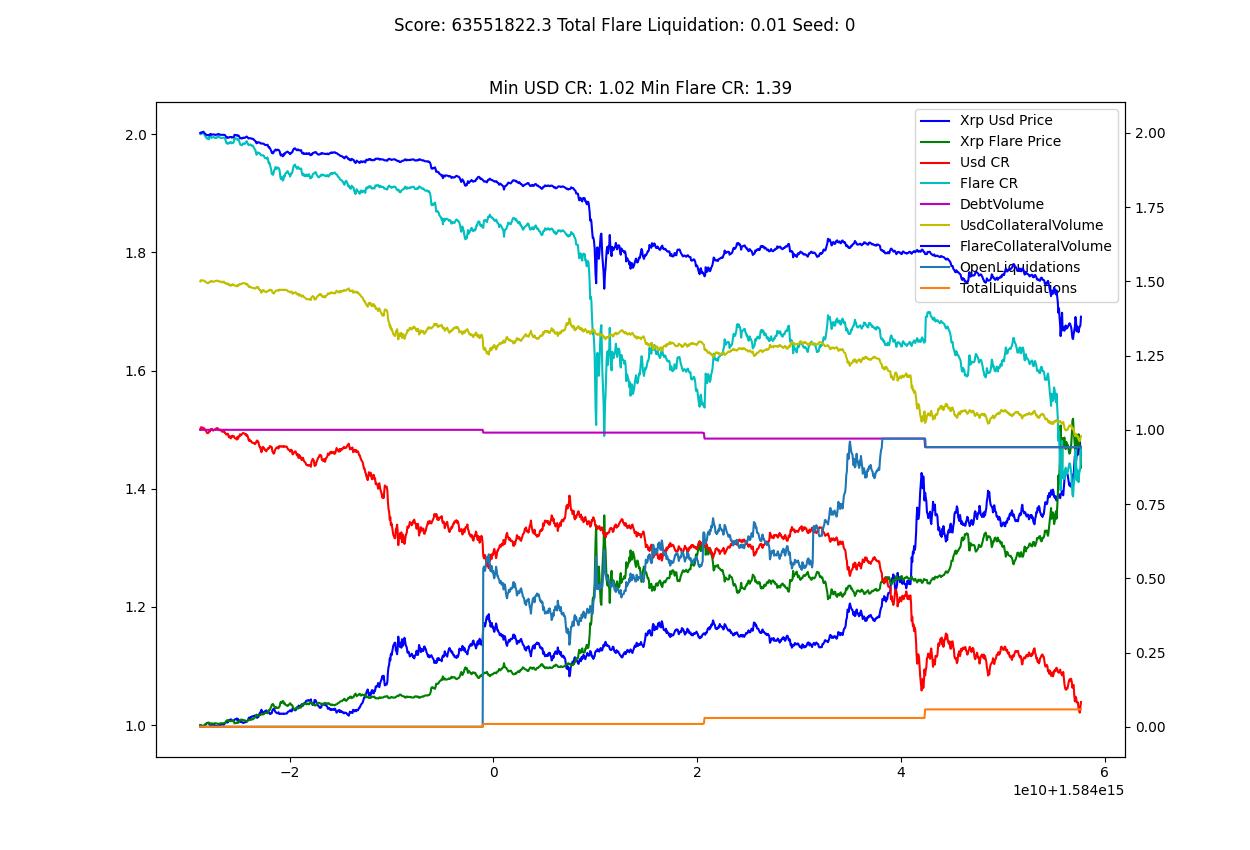 Score: 63551822.3 Total Flare Liquidation: 0.01 Seed: 0
Min USD CR: 1.02 Min Flare CR: 1.39
2.0
1.8
1.6
1.4
1.2
1.0
Xrp Usd Price
Xrp Flare Price
Usd CR
Flare CR
DebtVolume
UsdCollateralVolume
FlareCollateralVolume
OpenLiquidations
TotalLiquidations
2.00
1.75
1.50
1.25
1.00
0.75
0.50
0.25
0.00
−2 0 2 4 6
1e10+1.584e15